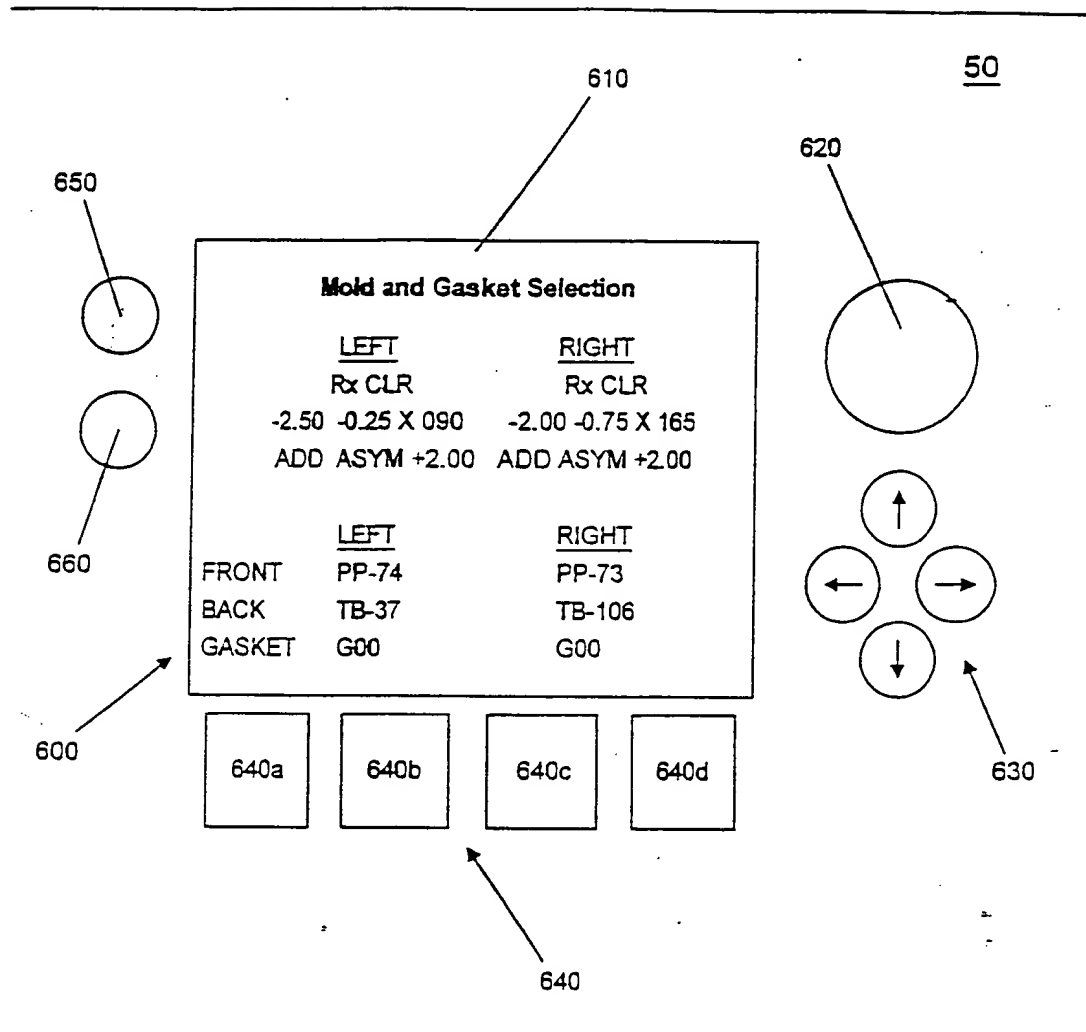 50
610
620
650
Mold and Gasket Selection
LEFT RIGHT
Rx CLR Rx CLR
-2.50 -0.25 X 090 -2.00 -0.75 X 165
ADD ASYM +2.00 ADD ASYM +2.00
LEFT RIGHT
660
FRONT PP-74 PP-73
BACK TB-37 TB-106
GASKET G00 G00
600
640a 640b 640c 640d
630
640